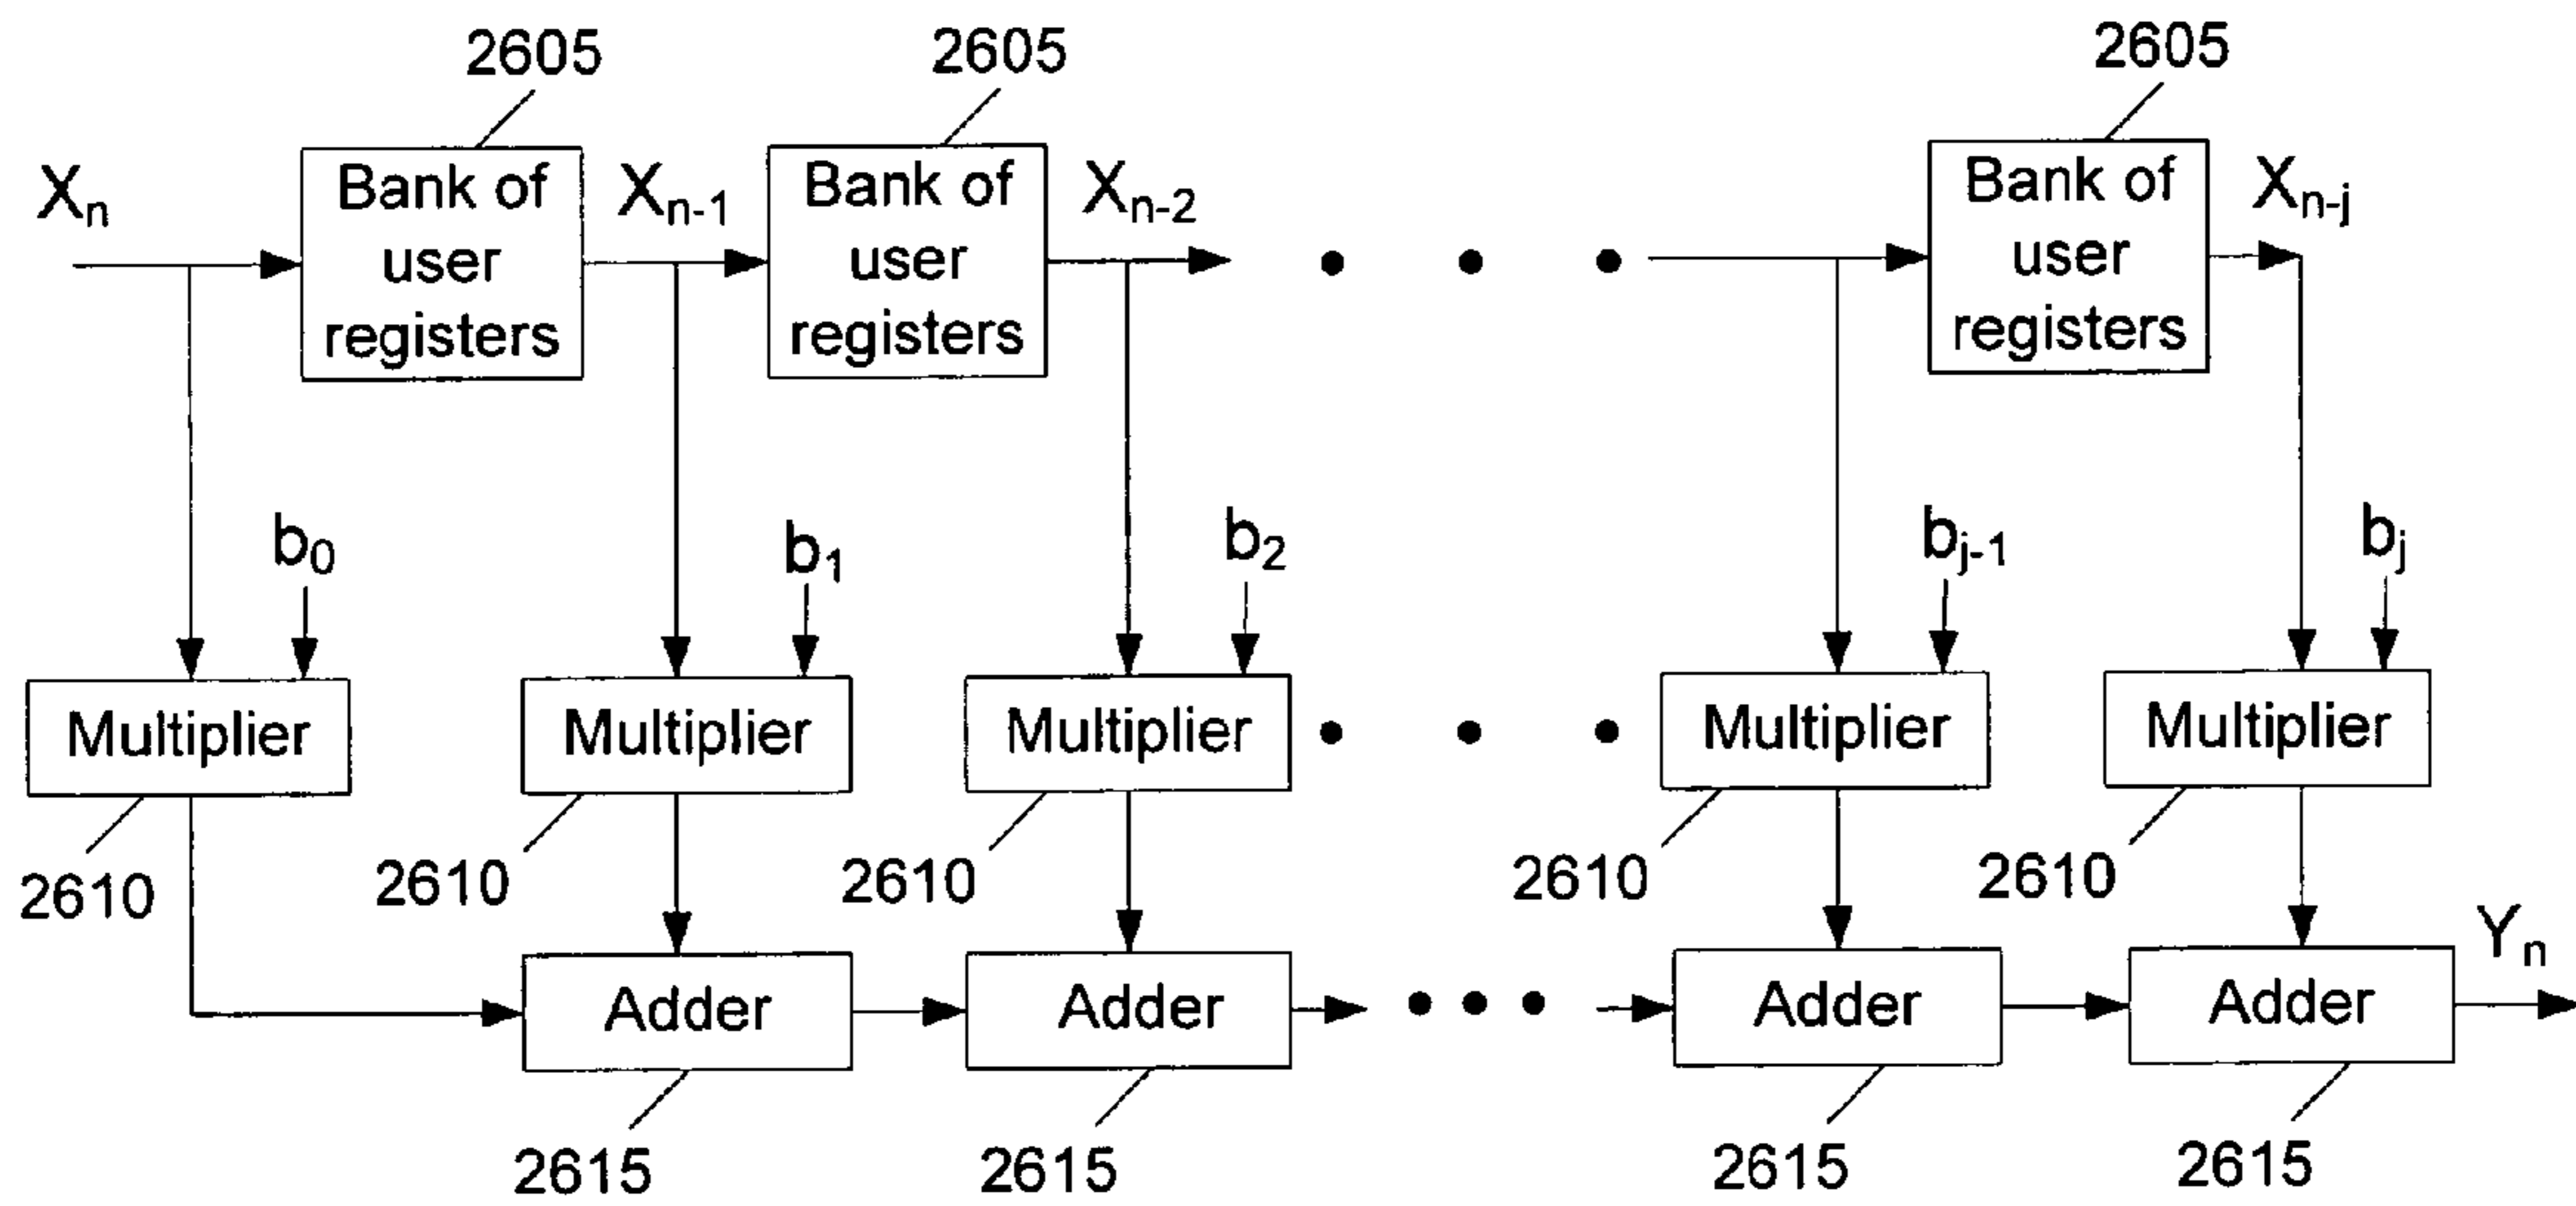 2605 2605 2605
Xn Bank of user registers Xn-1 Bank of user registers Xn-2 Bank of user registers Xn-j
b0 b1 b2 bj-1 bj
Multiplier Multiplier Multiplier Multiplier Multiplier
2610 2610 2610 2610 2610
Yn
Adder Adder Adder Adder
2615 2615 2615 2615